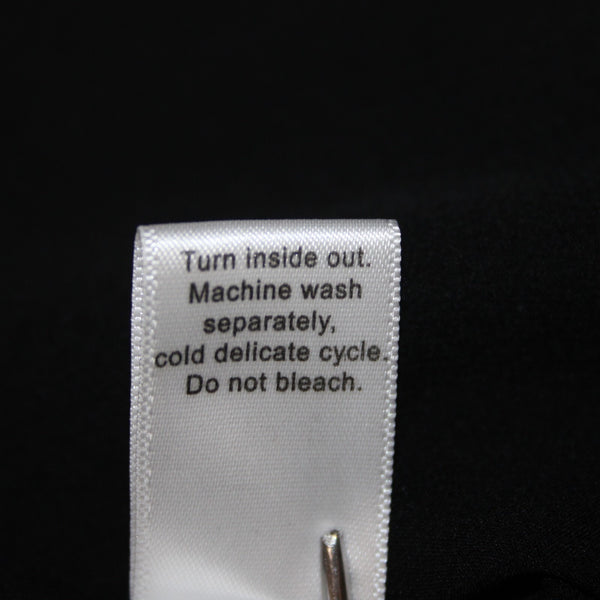 Turn inside out.
Machine wash
separately,
cold delicate cycle.
Do not bleach.